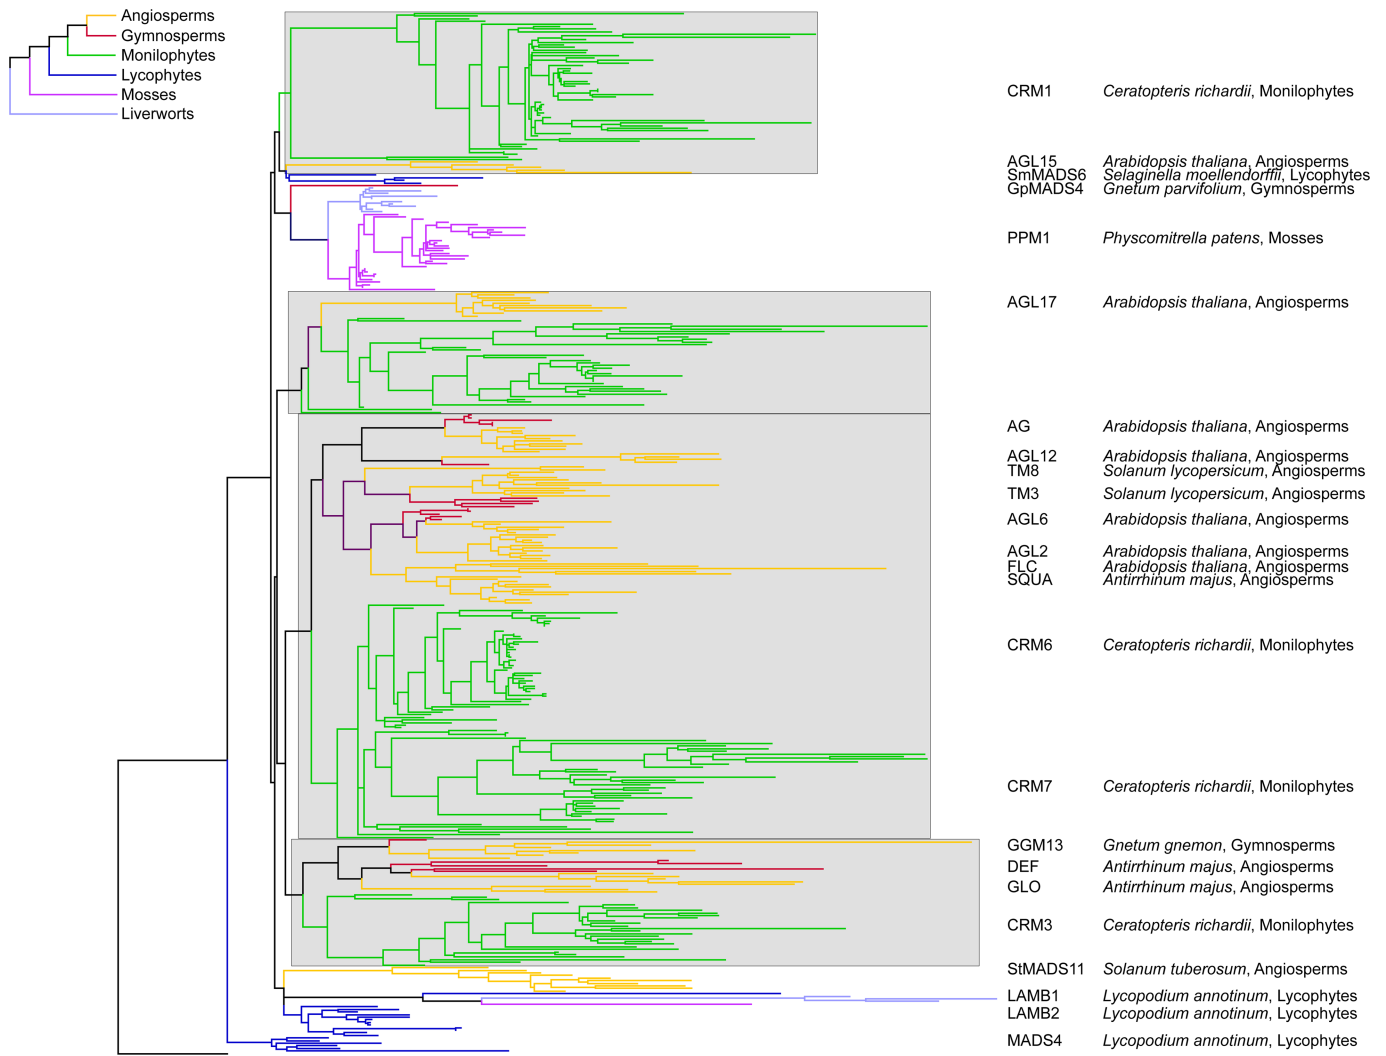 Angiosperms
Gymnosperms
Monilophytes
Lycophytes
Mosses
Liverworts
CRM1 Ceratopteris richardii, Monilophytes
AGL15 Arabidopsis thaliana, Angiosperms
SmMADS6 Selaginella moellendorffii, Lycophytes
GpMADS4 Gnetum parvifolium, Gymnosperms
PPM1 Physcomitrella patens, Mosses
AGL17 Arabidopsis thaliana, Angiosperms
AG Arabidopsis thaliana, Angiosperms
AGL12 Arabidopsis thaliana, Angiosperms
TM8 Solanum lycopersicum, Angiosperms
TM3 Solanum lycopersicum, Angiosperms
AGL6 Arabidopsis thaliana, Angiosperms
AGL2 Arabidopsis thaliana, Angiosperms
FLC Arabidopsis thaliana, Angiosperms
SQUA Antirrhinum majus, Angiosperms
CRM6 Ceratopteris richardii, Monilophytes
CRM7 Ceratopteris richardii, Monilophytes
GGM13 Gnetum gnemon, Gymnosperms
DEF Antirrhinum majus, Angiosperms
GLO Antirrhinum majus, Angiosperms
CRM3 Ceratopteris richardii, Monilophytes
StMADS11 Solanum tuberosum, Angiosperms
LAMB1 Lycopodium annotinum, Lycophytes
LAMB2 Lycopodium annotinum, Lycophytes
MADS4 Lycopodium annotinum, Lycophytes